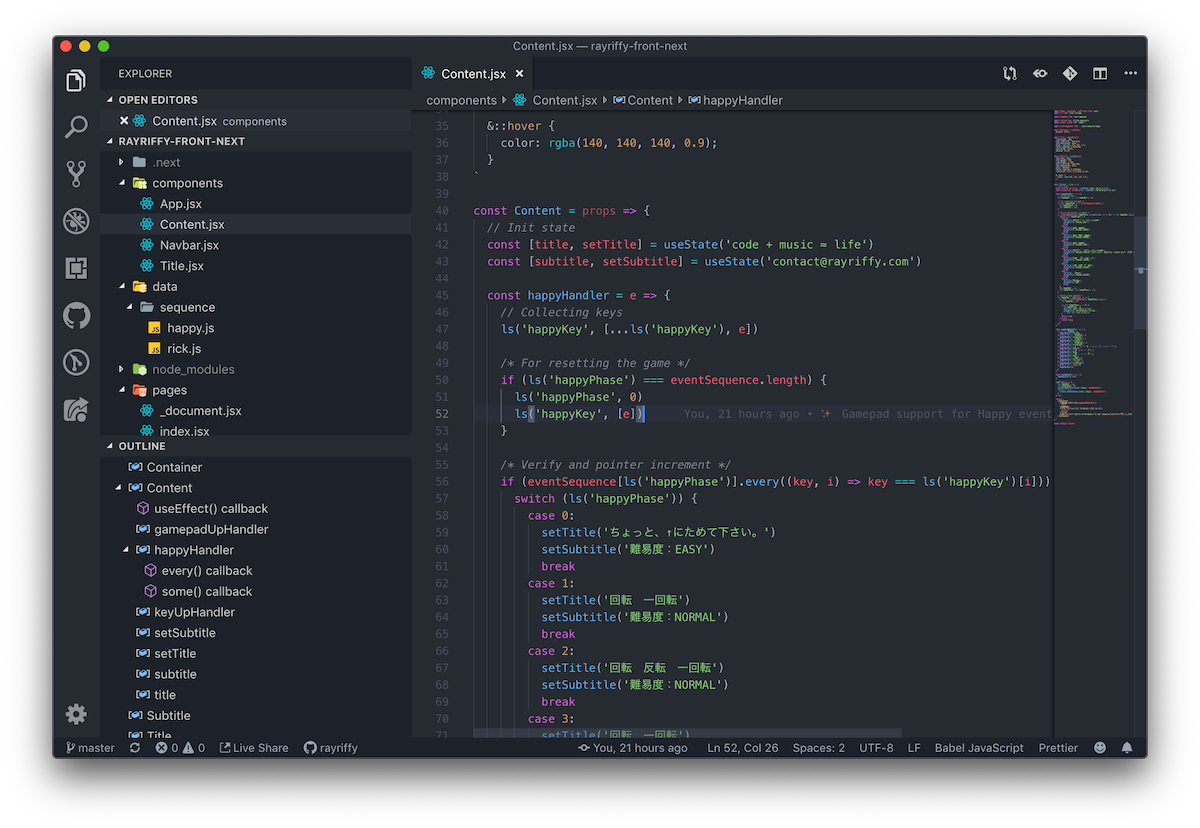 Content.jsx — rayriffy-front-next
EXPLORER
OPEN EDITORS
Content.jsx components
RAYRIFFY-FRONT-NEXT
.next
components
App.jsx
Content.jsx
Navbar.jsx
Title.jsx
data
sequence
JS happy.js
JS rick.js
node_modules
pages
_document.jsx
index.jsx
OUTLINE
Container
Content
useEffect() callback
gamepadUpHandler
happyHandler
every() callback
some() callback
keyUpHandler
setSubtitle
setTitle
subtitle
title
Subtitle
Title
Content.jsx ×
components Content.jsx Content happyHandler
35 &::hover {
36 color: rgba(140, 140, 140, 0.9);
37 }
38 `
39
40 const Content = props => {
41 // Init state
42 const [title, setTitle] = useState('code + music ≈ life')
43 const [subtitle, setSubtitle] = useState('contact@rayriffy.com')
44
45 const happyHandler = e => {
46 // Collecting keys
47 ls('happyKey', [...ls('happyKey'), e])
48
49 /* For resetting the game */
50 if (ls('happyPhase') === eventSequence.length) {
51 ls('happyPhase', 0)
52 ls('happyKey', [e]) You, 21 hours ago • ✨ Gamepad support for Happy event
53 }
54
55 /* Verify and pointer increment */
56 if (eventSequence[ls('happyPhase')].every((key, i) => key === ls('happyKey')[i]))
57 switch (ls('happyPhase')) {
58 case 0:
59 setTitle('ちょっと、↑にためて下さい。')
60 setSubtitle('難易度：EASY')
61 break
62 case 1:
63 setTitle('回転　一回転')
64 setSubtitle('難易度：NORMAL')
65 break
66 case 2:
67 setTitle('回転　反転　一回転')
68 setSubtitle('難易度：NORMAL')
69 break
70 case 3:
71 setTitle('回転　一回転')
master 0 0 Live Share rayriffy You, 21 hours ago Ln 52, Col 26 Spaces: 2 UTF-8 LF Babel JavaScript Prettier